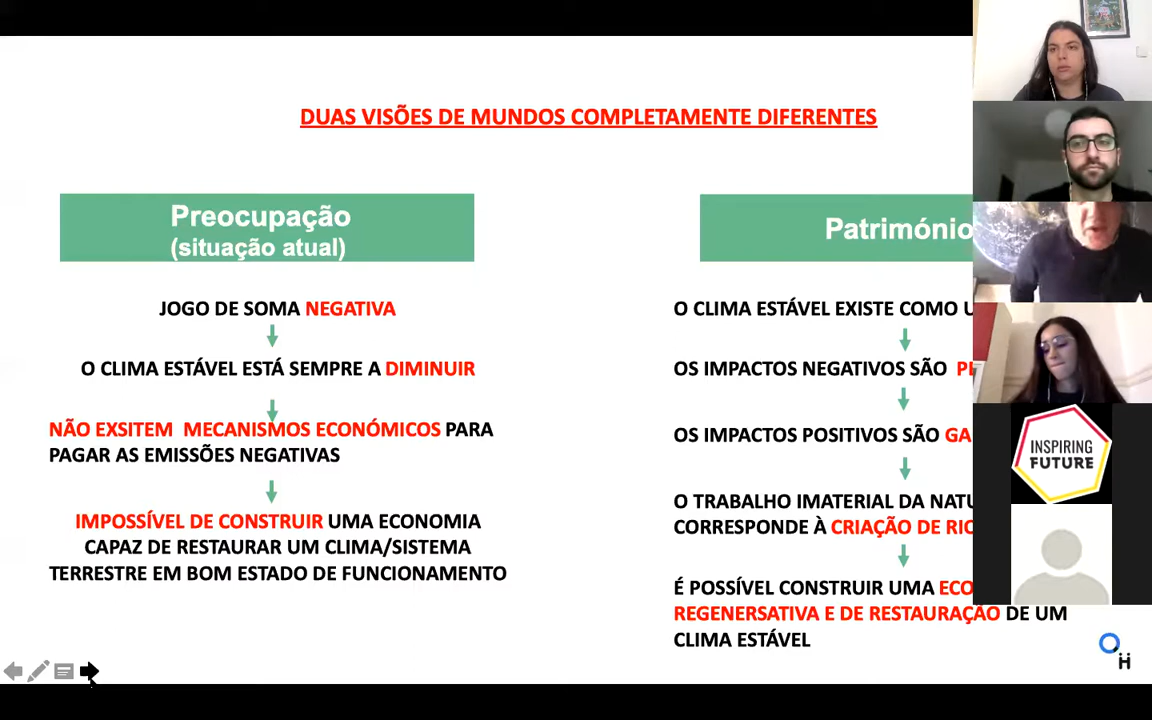 DUAS VISÕES DE MUNDOS COMPLETAMENTE DIFERENTES
Preocupação
(situação atual)
JOGO DE SOMA NEGATIVA
O CLIMA ESTÁVEL ESTÁ SEMPRE A DIMINUIR
NÃO EXSITEM MECANISMOS ECONÓMICOS PARA
PAGAR AS EMISSÕES NEGATIVAS
IMPOSSÍVEL DE CONSTRUIR UMA ECONOMIA
CAPAZ DE RESTAURAR UM CLIMA/SISTEMA
TERRESTRE EM BOM ESTADO DE FUNCIONAMENTO
Património
O CLIMA ESTÁVEL EXISTE COMO
OS IMPACTOS NEGATIVOS SÃO
OS IMPACTOS POSITIVOS SÃO
O TRABALHO IMATERIAL DA
CORRESPONDE À CRIAÇÃO DE
É POSSÍVEL CONSTRUIR UMA
REGENERSATIVA E DE RESTAURAÇÃO DE UM
CLIMA ESTÁVEL
INSPIRING
FUTURE
H